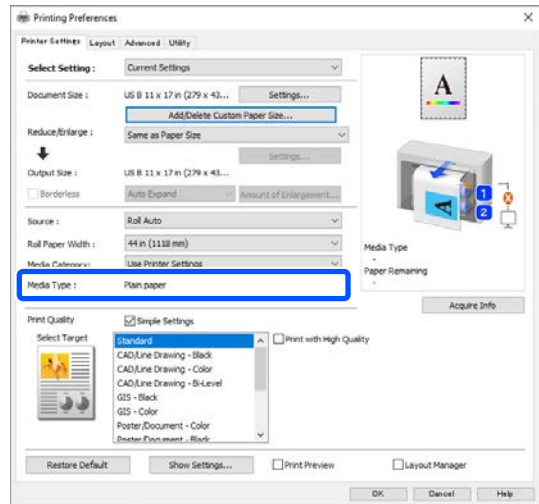 Printing Preferences
Printer Settings Layout Advanced Utility
Select Setting : Current Settings
Document Size : US B 11 x 17 in (279 x 43... Settings...
Add/Delete Custom Paper Size...
Reduce/Enlarge : Same as Paper Size
Settings...
Output Size : US B 11 x 17 in (279 x 43...
Borderless Auto Expand Amount of Enlargement...
Source : Roll Auto
Roll Paper Width : 44 in (1118 mm)
Media Category: Use Printer Settings
Media Type : Plain paper
Print Quality Simple Settings
Select Target
Standard
CAD/Line Drawing - Black
CAD/Line Drawing - Color
CAD/Line Drawing - Bi-Level
GIS - Black
GIS - Color
Poster/Document - Color
Poster/Document - Black
Print with High Quality
A
A
1
2
Media Type
-
Paper Remaining
-
Acquire Info
Restore Default Show Settings... Print Preview Layout Manager
OK Cancel Help